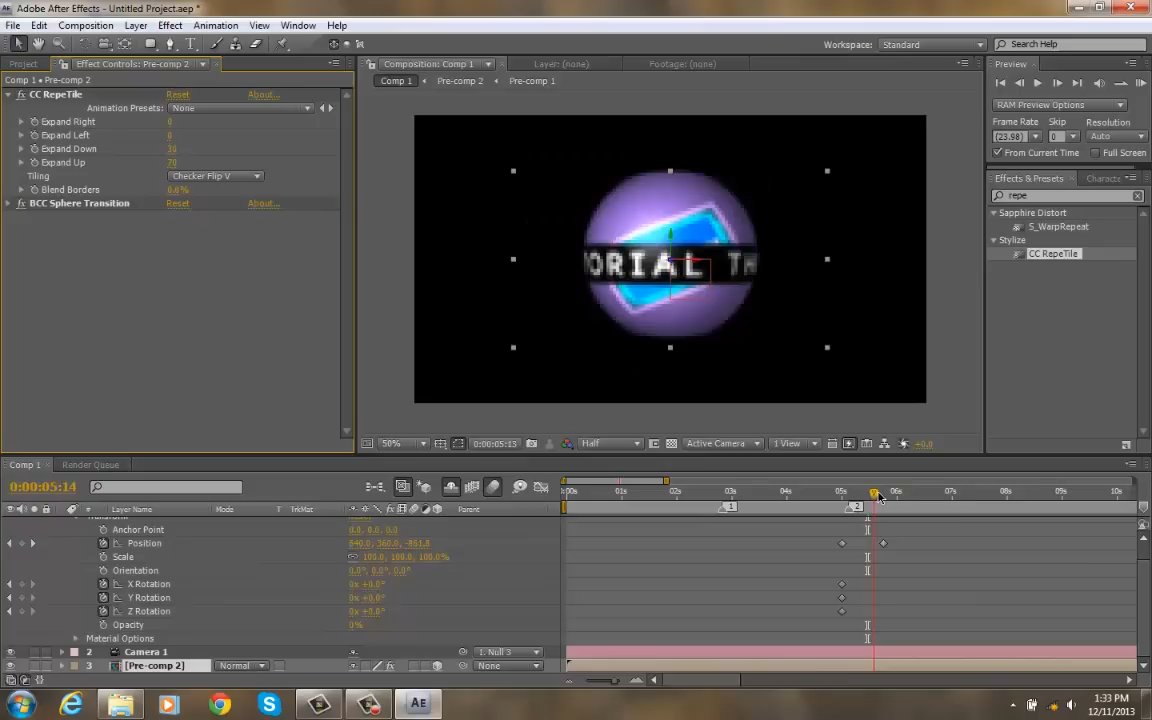 Adobe After Effects - Untitled Project.aep *
File Edit Composition Layer Effect Animation View Window Help
Workspace: Standard Search Help
Project Effect Controls: Pre-comp 2 Composition: Comp 1 Layer: (none) Footage: (none) Preview
Comp 1 • Pre-comp 2 Comp 1 Pre-comp 2 Pre-comp 1
CC RepeTile Reset About...
Animation Presets: None
Expand Right 0
Expand Left 0
Expand Down 30
Expand Up 70
Tiling Checker Flip V
Blend Borders 0.0%
BCC Sphere Transition Reset About...
ORIAL
RAM Preview Options
Frame Rate Skip Resolution
(23.98) 0 Auto
From Current Time Full Screen
Effects & Presets Characte
repe
Sapphire Distort
S_WarpRepeat
Stylize
CC RepeTile
50% 0:00:05:13 Half Active Camera 1 View +0.0
Comp 1 Render Queue
0:00:05:14
:00s 01s 02s 03s 04s 05s 06s 07s 08s 09s 10s
# Layer Name Mode T TrkMat Parent
1 2
Transform
Anchor Point 0.0, 0.0, 0.0
Position 640.0, 360.0, -861.8
Scale 100.0, 100.0, 100.0%
Orientation 0.0°, 0.0°, 0.0°
X Rotation 0x +0.0°
Y Rotation 0x +0.0°
Z Rotation 0x +0.0°
Opacity 0%
Material Options
2 Camera 1 1. Null 3
3 [Pre-comp 2] Normal None
1:33 PM
12/11/2013